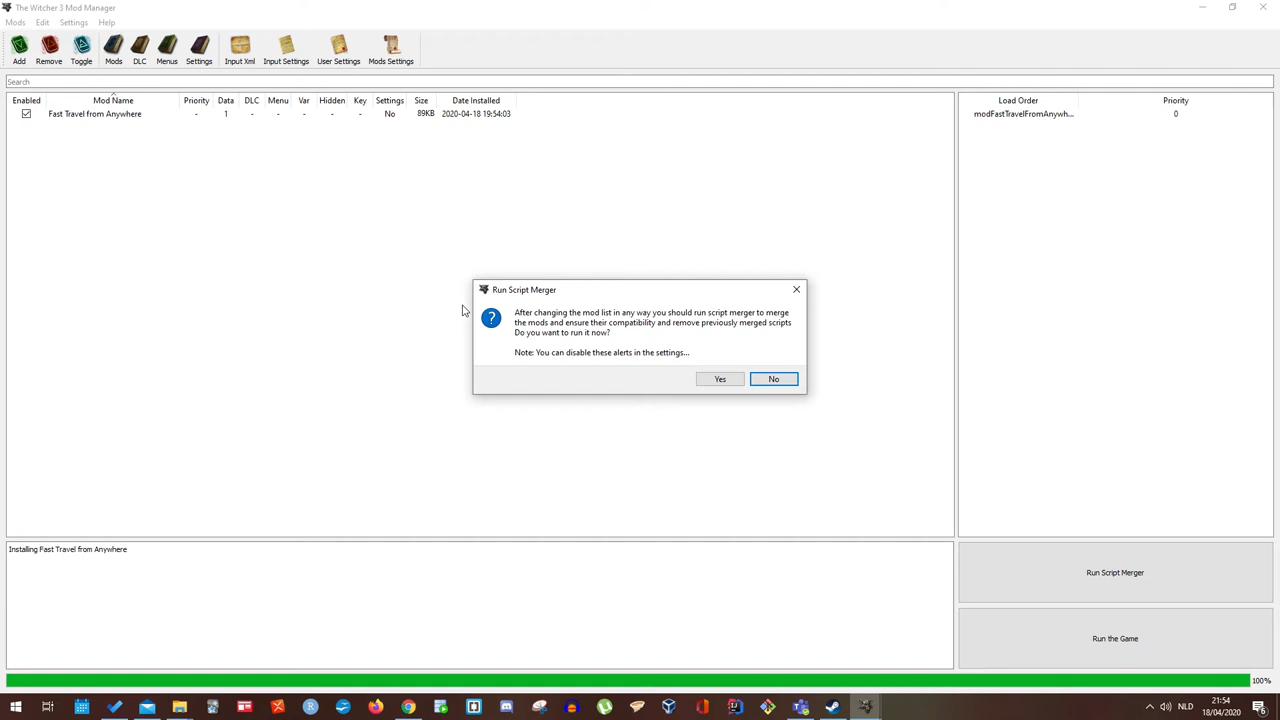 The Witcher 3 Mod Manager
Mods Edit Settings Help
Add Remove Toggle Mods DLC Menus Settings Input Xml Input Settings User Settings Mods Settings
Search
Enabled Mod Name Priority Data DLC Menu Var Hidden Key Settings Size Date Installed
Fast Travel from Anywhere - 1 - - - - - No 89KB 2020-04-18 19:54:03
Load Order Priority
modFastTravelFromAnywh... 0
Run Script Merger
After changing the mod list in any way you should run script merger to merge
the mods and ensure their compatibility and remove previously merged scripts
Do you want to run it now?
Note: You can disable these alerts in the settings...
Yes No
Installing Fast Travel from Anywhere
Run Script Merger
Run the Game
100%
NLD
21:54
18/04/2020
6